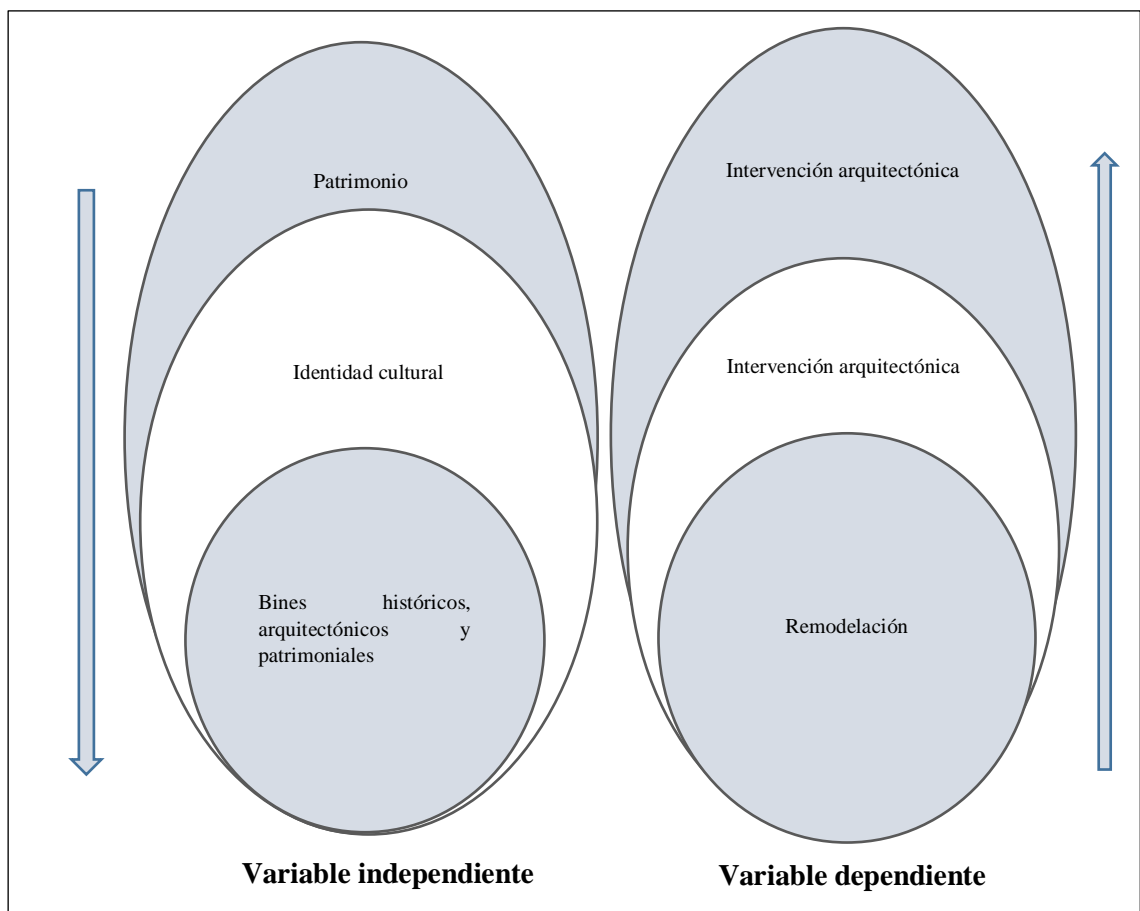 Patrimonio
Identidad cultural
Bines históricos,
arquitectónicos y
patrimoniales
Variable independiente
Intervención arquitectónica
Intervención arquitectónica
Remodelación
Variable dependiente